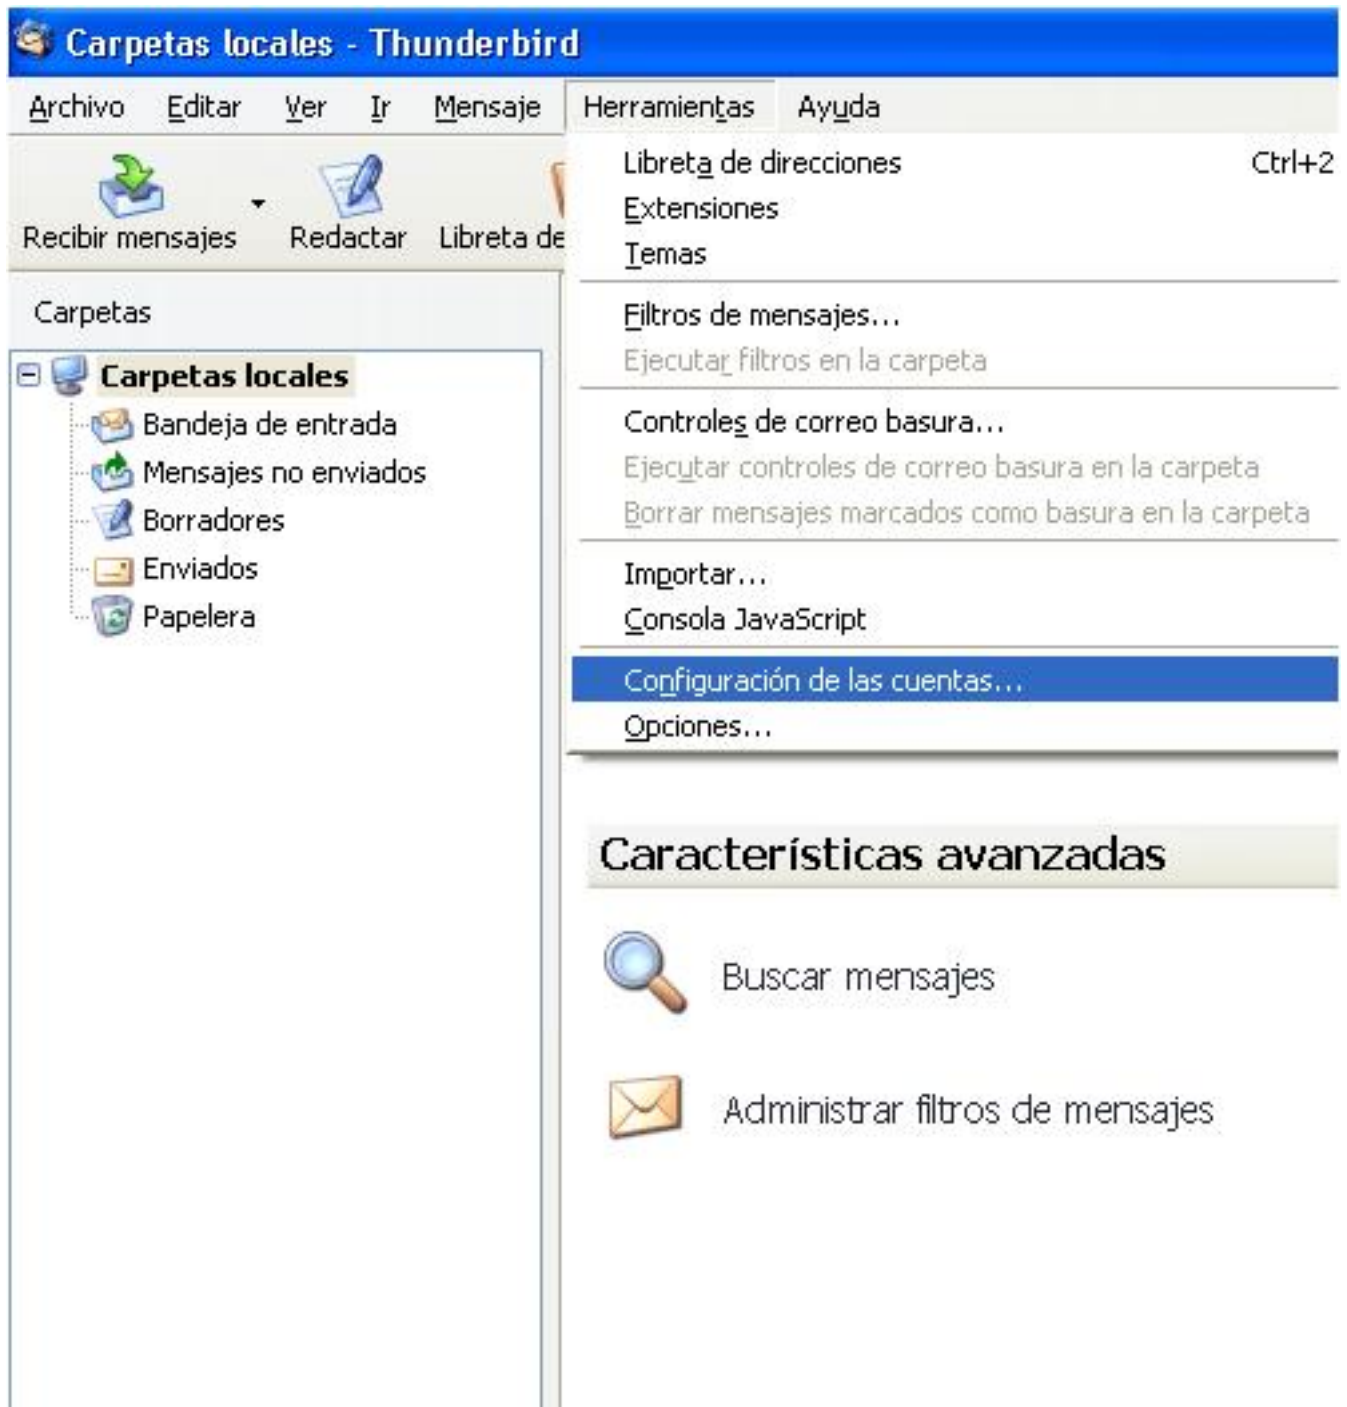 Carpetas locales - Thunderbird
Archivo Editar Ver Ir Mensaje Herramientas Ayuda
Recibir mensajes Redactar Libreta de
Libreta de direcciones Ctrl+2
Extensiones
Temas
Filtros de mensajes...
Ejecutar filtros en la carpeta
Controles de correo basura...
Ejecutar controles de correo basura en la carpeta
Borrar mensajes marcados como basura en la carpeta
Importar...
Consola JavaScript
Configuración de las cuentas...
Opciones...
Carpetas
Carpetas locales
Bandeja de entrada
Mensajes no enviados
Borradores
Enviados
Papelera
Características avanzadas
Buscar mensajes
Administrar filtros de mensajes